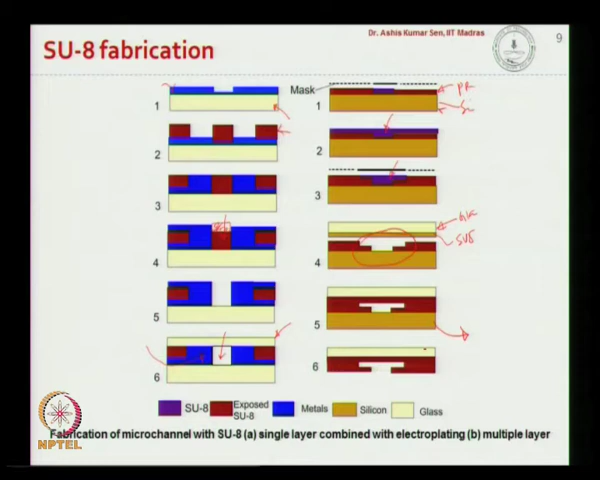 Dr. Ashis Kumar Sen, IIT Madras
9
SU-8 fabrication
Mask
PR
Si
1
1
2
2
3
3
4
4
SU8
5
5
6
6
SU-8
Exposed SU-8
Metals
Silicon
Glass
Fabrication of microchannel with SU-8 (a) single layer combined with electroplating (b) multiple layer
NPTEL